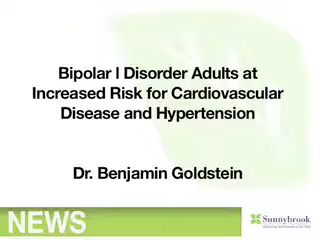 Bipolar I Disorder Adults at
Increased Risk for Cardiovascular
Disease and Hypertension
Dr. Benjamin Goldstein
NEWS
Sunnybrook